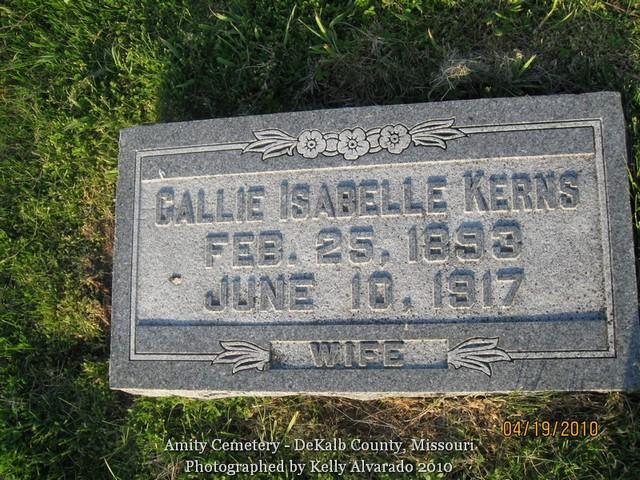 CALLIE ISABELLE KERNS
FEB. 25, 1893
JUNE 10, 1917
WIFE
04/19/2010
Amity Cemetery - DeKalb County, Missouri
Photographed by Kelly Alvarado 2010